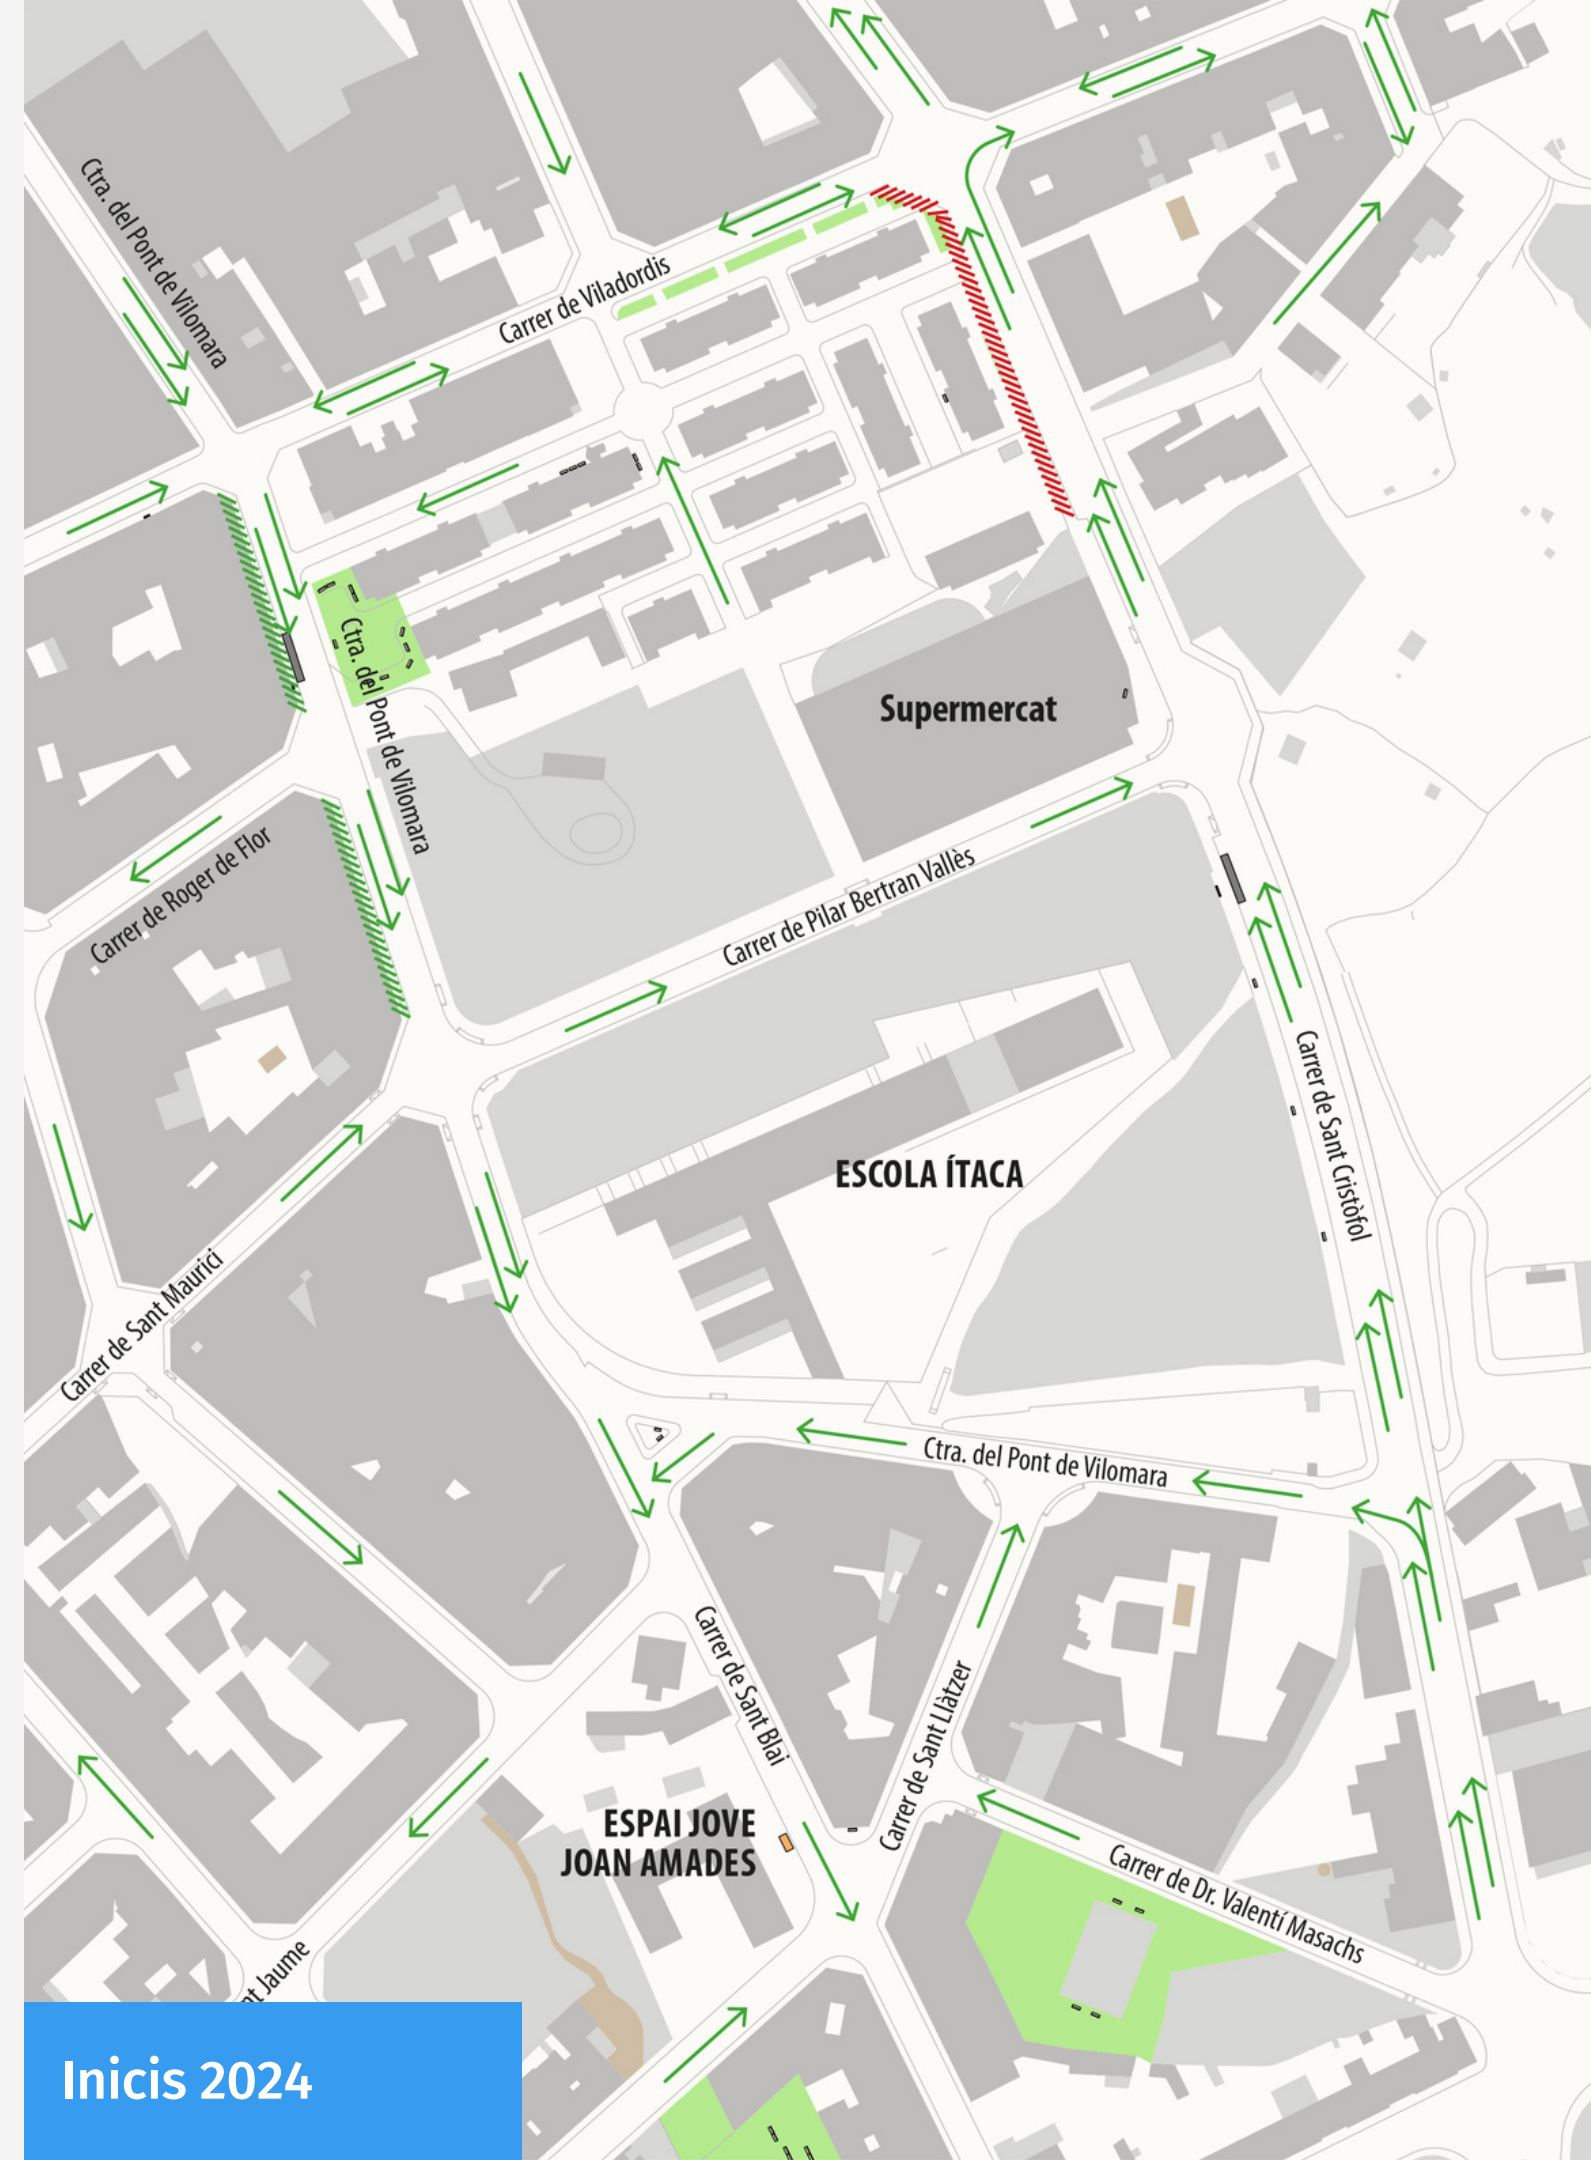 Ctra. del Pont de Vilomara
Carrer de Viladordis
Ctra. del Pont de Vilomara
Supermercat
Carrer de Roger de Flor
Carrer de Pilar Bertran Vallès
Carrer de Sant Cristòfol
ESCOLA ÍTACA
Carrer de Sant Maurici
Ctra. del Pont de Vilomara
Carrer de Sant Blai
Carrer de Sant Llàtzer
ESPAI JOVE
JOAN AMADES
Carrer de Dr. Valentí Masachs
nt Jaume
Inicis 2024